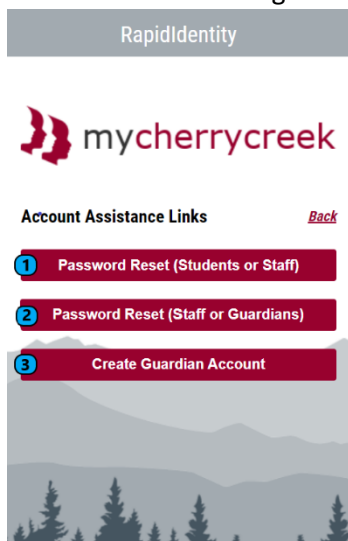 RapidIdentity
mycherrycreek
Account Assistance Links Back
1 Password Reset (Students or Staff)
2 Password Reset (Staff or Guardians)
3 Create Guardian Account